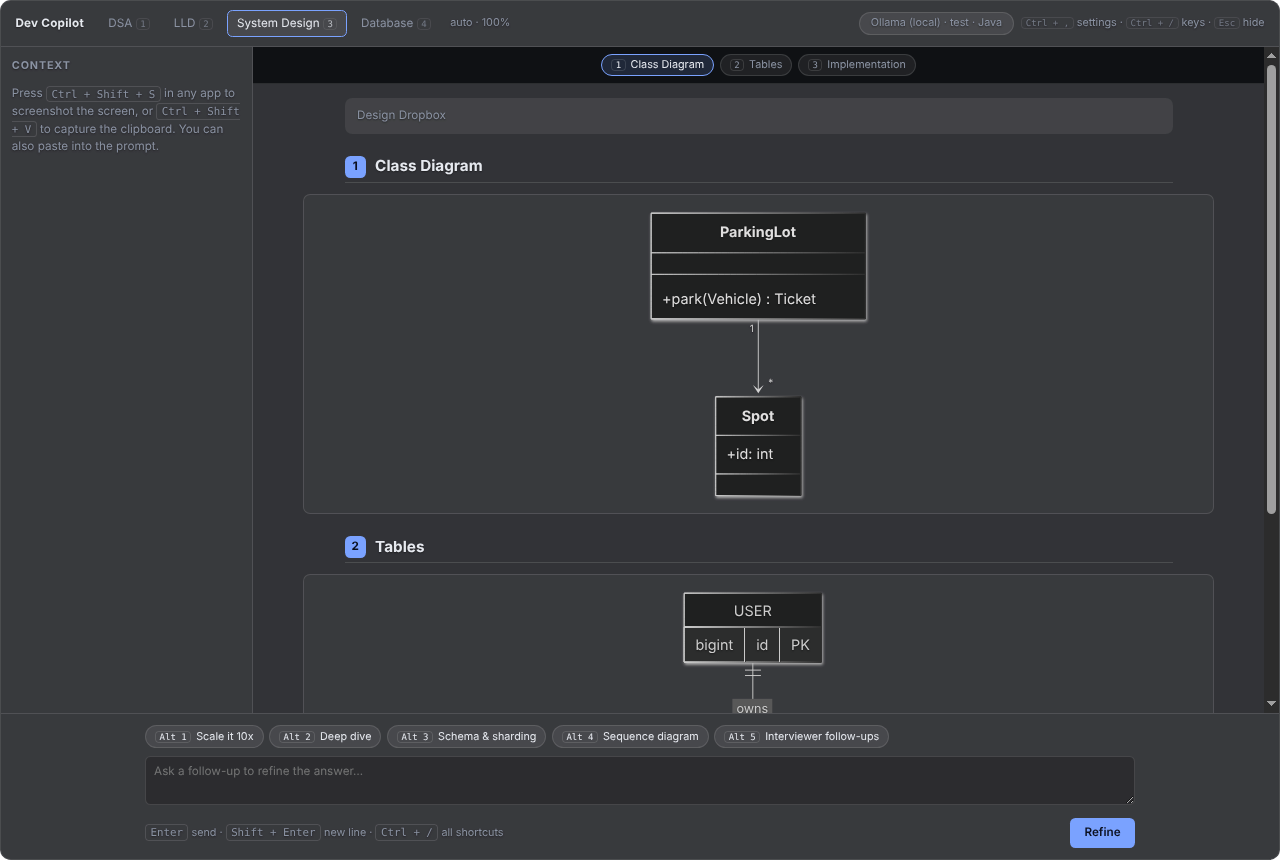 Dev Copilot DSA 1 LLD 2 System Design 3 Database 4 auto · 100% Ollama (local) · test · Java Ctrl + , settings · Ctrl + / keys · Esc hide
CONTEXT
Press Ctrl + Shift + S in any app to
screenshot the screen, or Ctrl + Shift
+ V to capture the clipboard. You can
also paste into the prompt.
1 Class Diagram 2 Tables 3 Implementation
Design Dropbox
1 Class Diagram
ParkingLot
+park(Vehicle) : Ticket
1
*
Spot
+id: int
2 Tables
USER
bigint id PK
owns
Alt 1 Scale it 10x Alt 2 Deep dive Alt 3 Schema & sharding Alt 4 Sequence diagram Alt 5 Interviewer follow-ups
Ask a follow-up to refine the answer...
Enter send · Shift + Enter new line · Ctrl + / all shortcuts
Refine